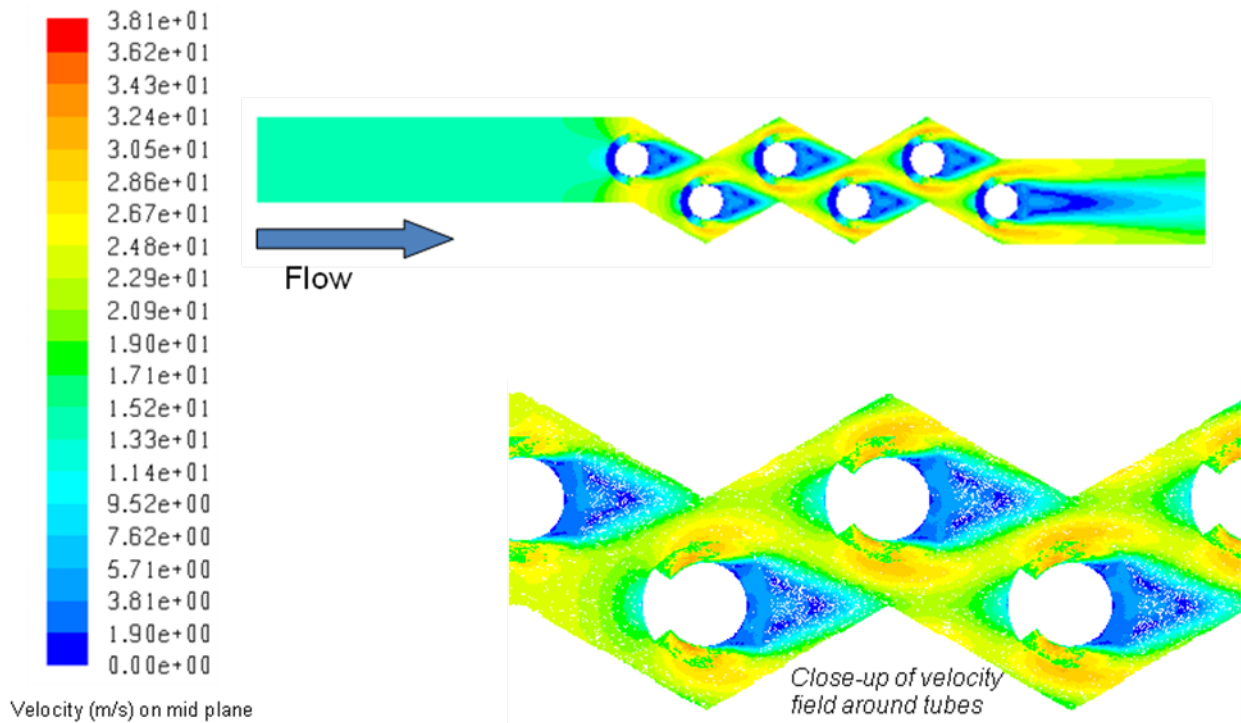 3.81e+01
3.62e+01
3.43e+01
3.24e+01
3.05e+01
2.86e+01
2.67e+01
2.48e+01
2.29e+01
2.09e+01
1.90e+01
1.71e+01
1.52e+01
1.33e+01
1.14e+01
9.52e+00
7.62e+00
5.71e+00
3.81e+00
1.90e+00
0.00e+00
Velocity (m/s) on mid plane
Flow
Close-up of velocity
field around tubes